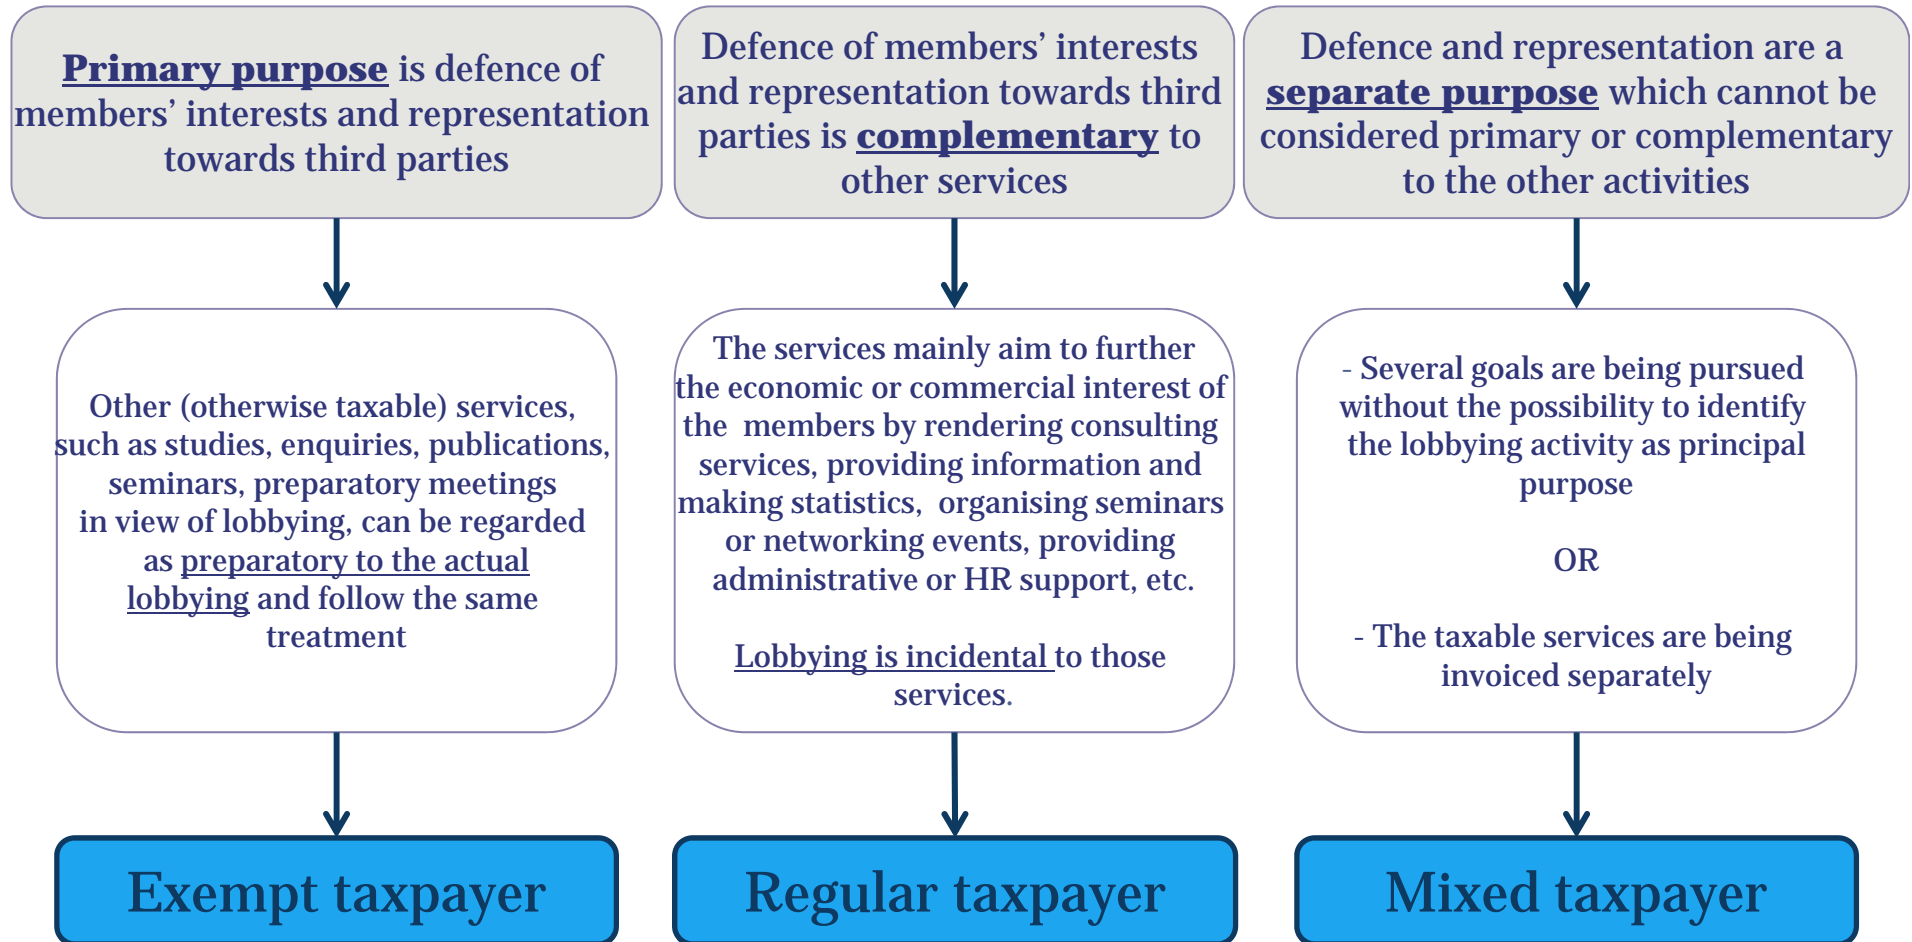 Primary purpose is defence of
members’ interests and representation
towards third parties
Defence of members’ interests
and representation towards third
parties is complementary to
other services
Defence and representation are a
separate purpose which cannot be
considered primary or complementary
to the other activities
Other (otherwise taxable) services,
such as studies, enquiries, publications,
seminars, preparatory meetings
in view of lobbying, can be regarded
as preparatory to the actual
lobbying and follow the same
treatment
The services mainly aim to further
the economic or commercial interest of
the members by rendering consulting
services, providing information and
making statistics, organising seminars
or networking events, providing
administrative or HR support, etc.
Lobbying is incidental to those
services.
- Several goals are being pursued
without the possibility to identify
the lobbying activity as principal
purpose
OR
- The taxable services are being
invoiced separately
Exempt taxpayer
Regular taxpayer
Mixed taxpayer